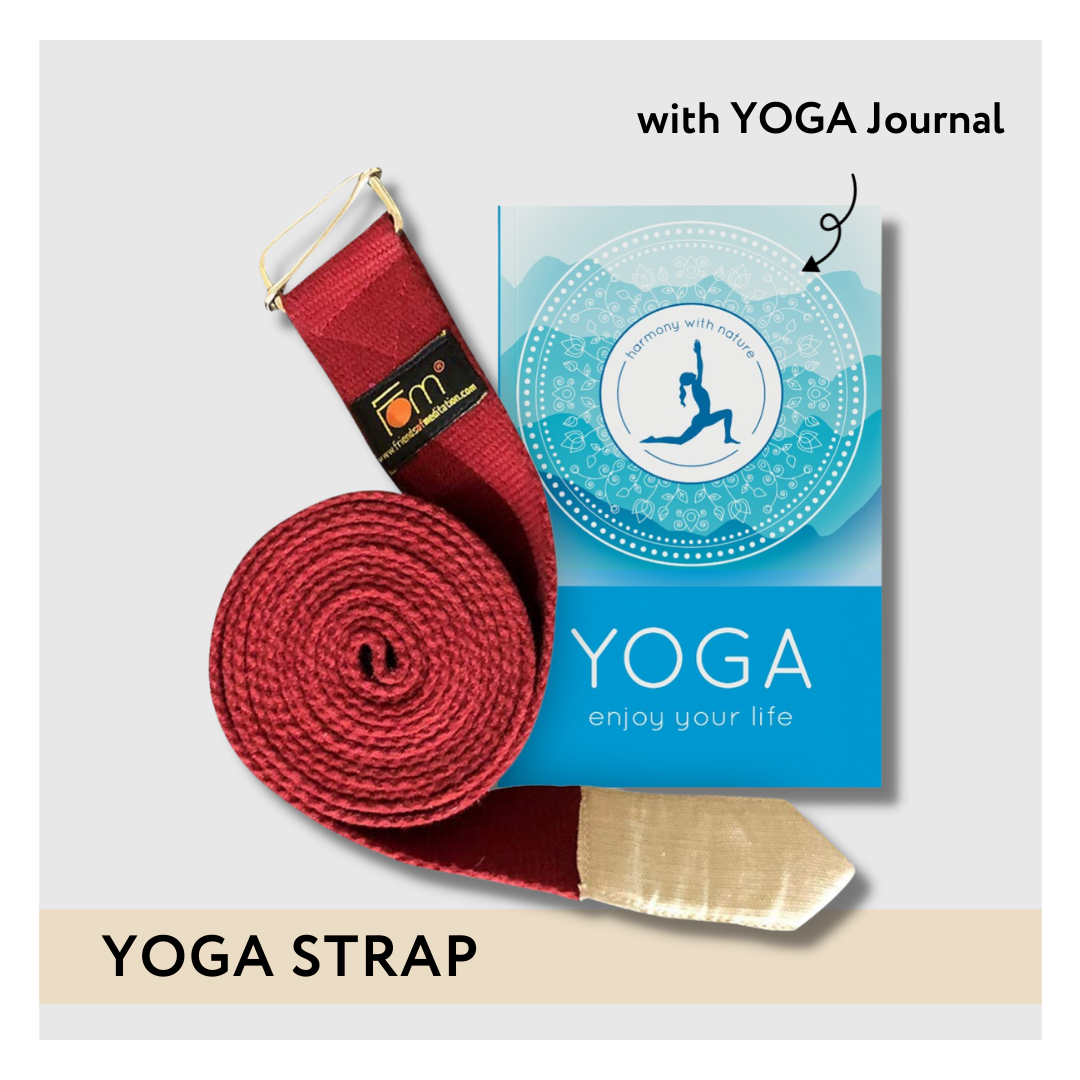 with YOGA Journal
Fom®
www.friendsofmeditation.com
harmony with nature
YOGA
enjoy your life
YOGA STRAP